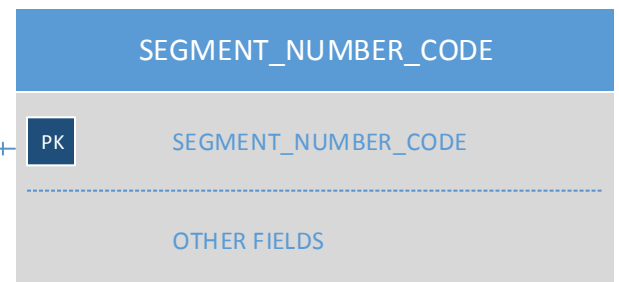 SEGMENT_NUMBER_CODE
PK SEGMENT_NUMBER_CODE
OTHER FIELDS